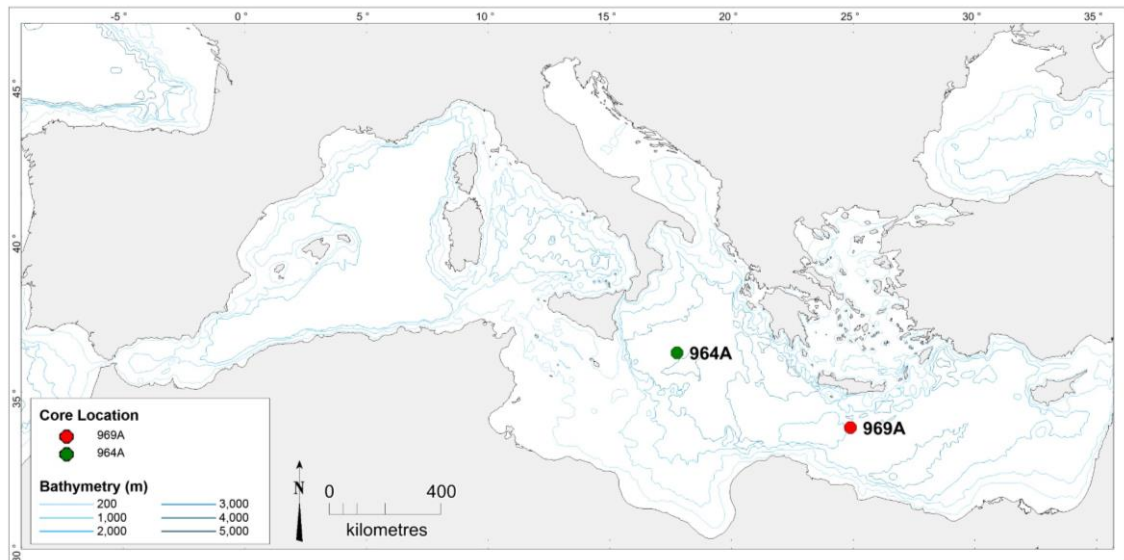 -5 ° 0 ° 5 ° 10 ° 15 ° 20 ° 25 ° 30 ° 35 °
45 °
40 °
35 °
30 °
964A
969A
Core Location
969A
964A
Bathymetry (m)
200 3,000
1,000 4,000
2,000 5,000
N
0 400
kilometres